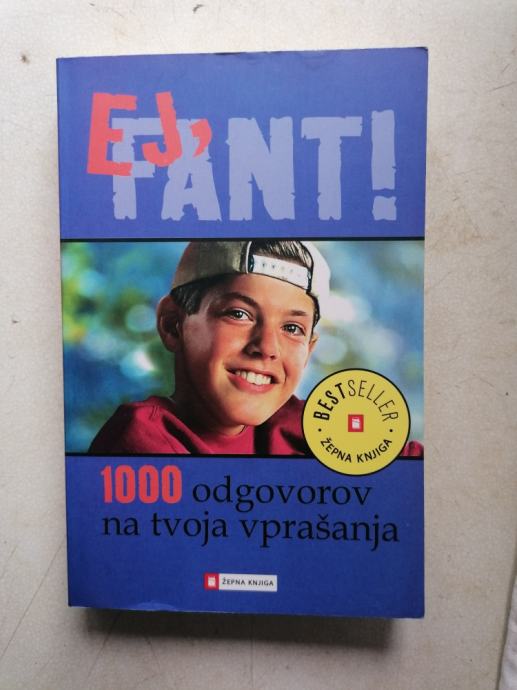 EJ,
FANT!
BESTSELLER
ŽEPNA KNJIGA
1000 odgovorov
na tvoja vprašanja
ŽEPNA KNJIGA